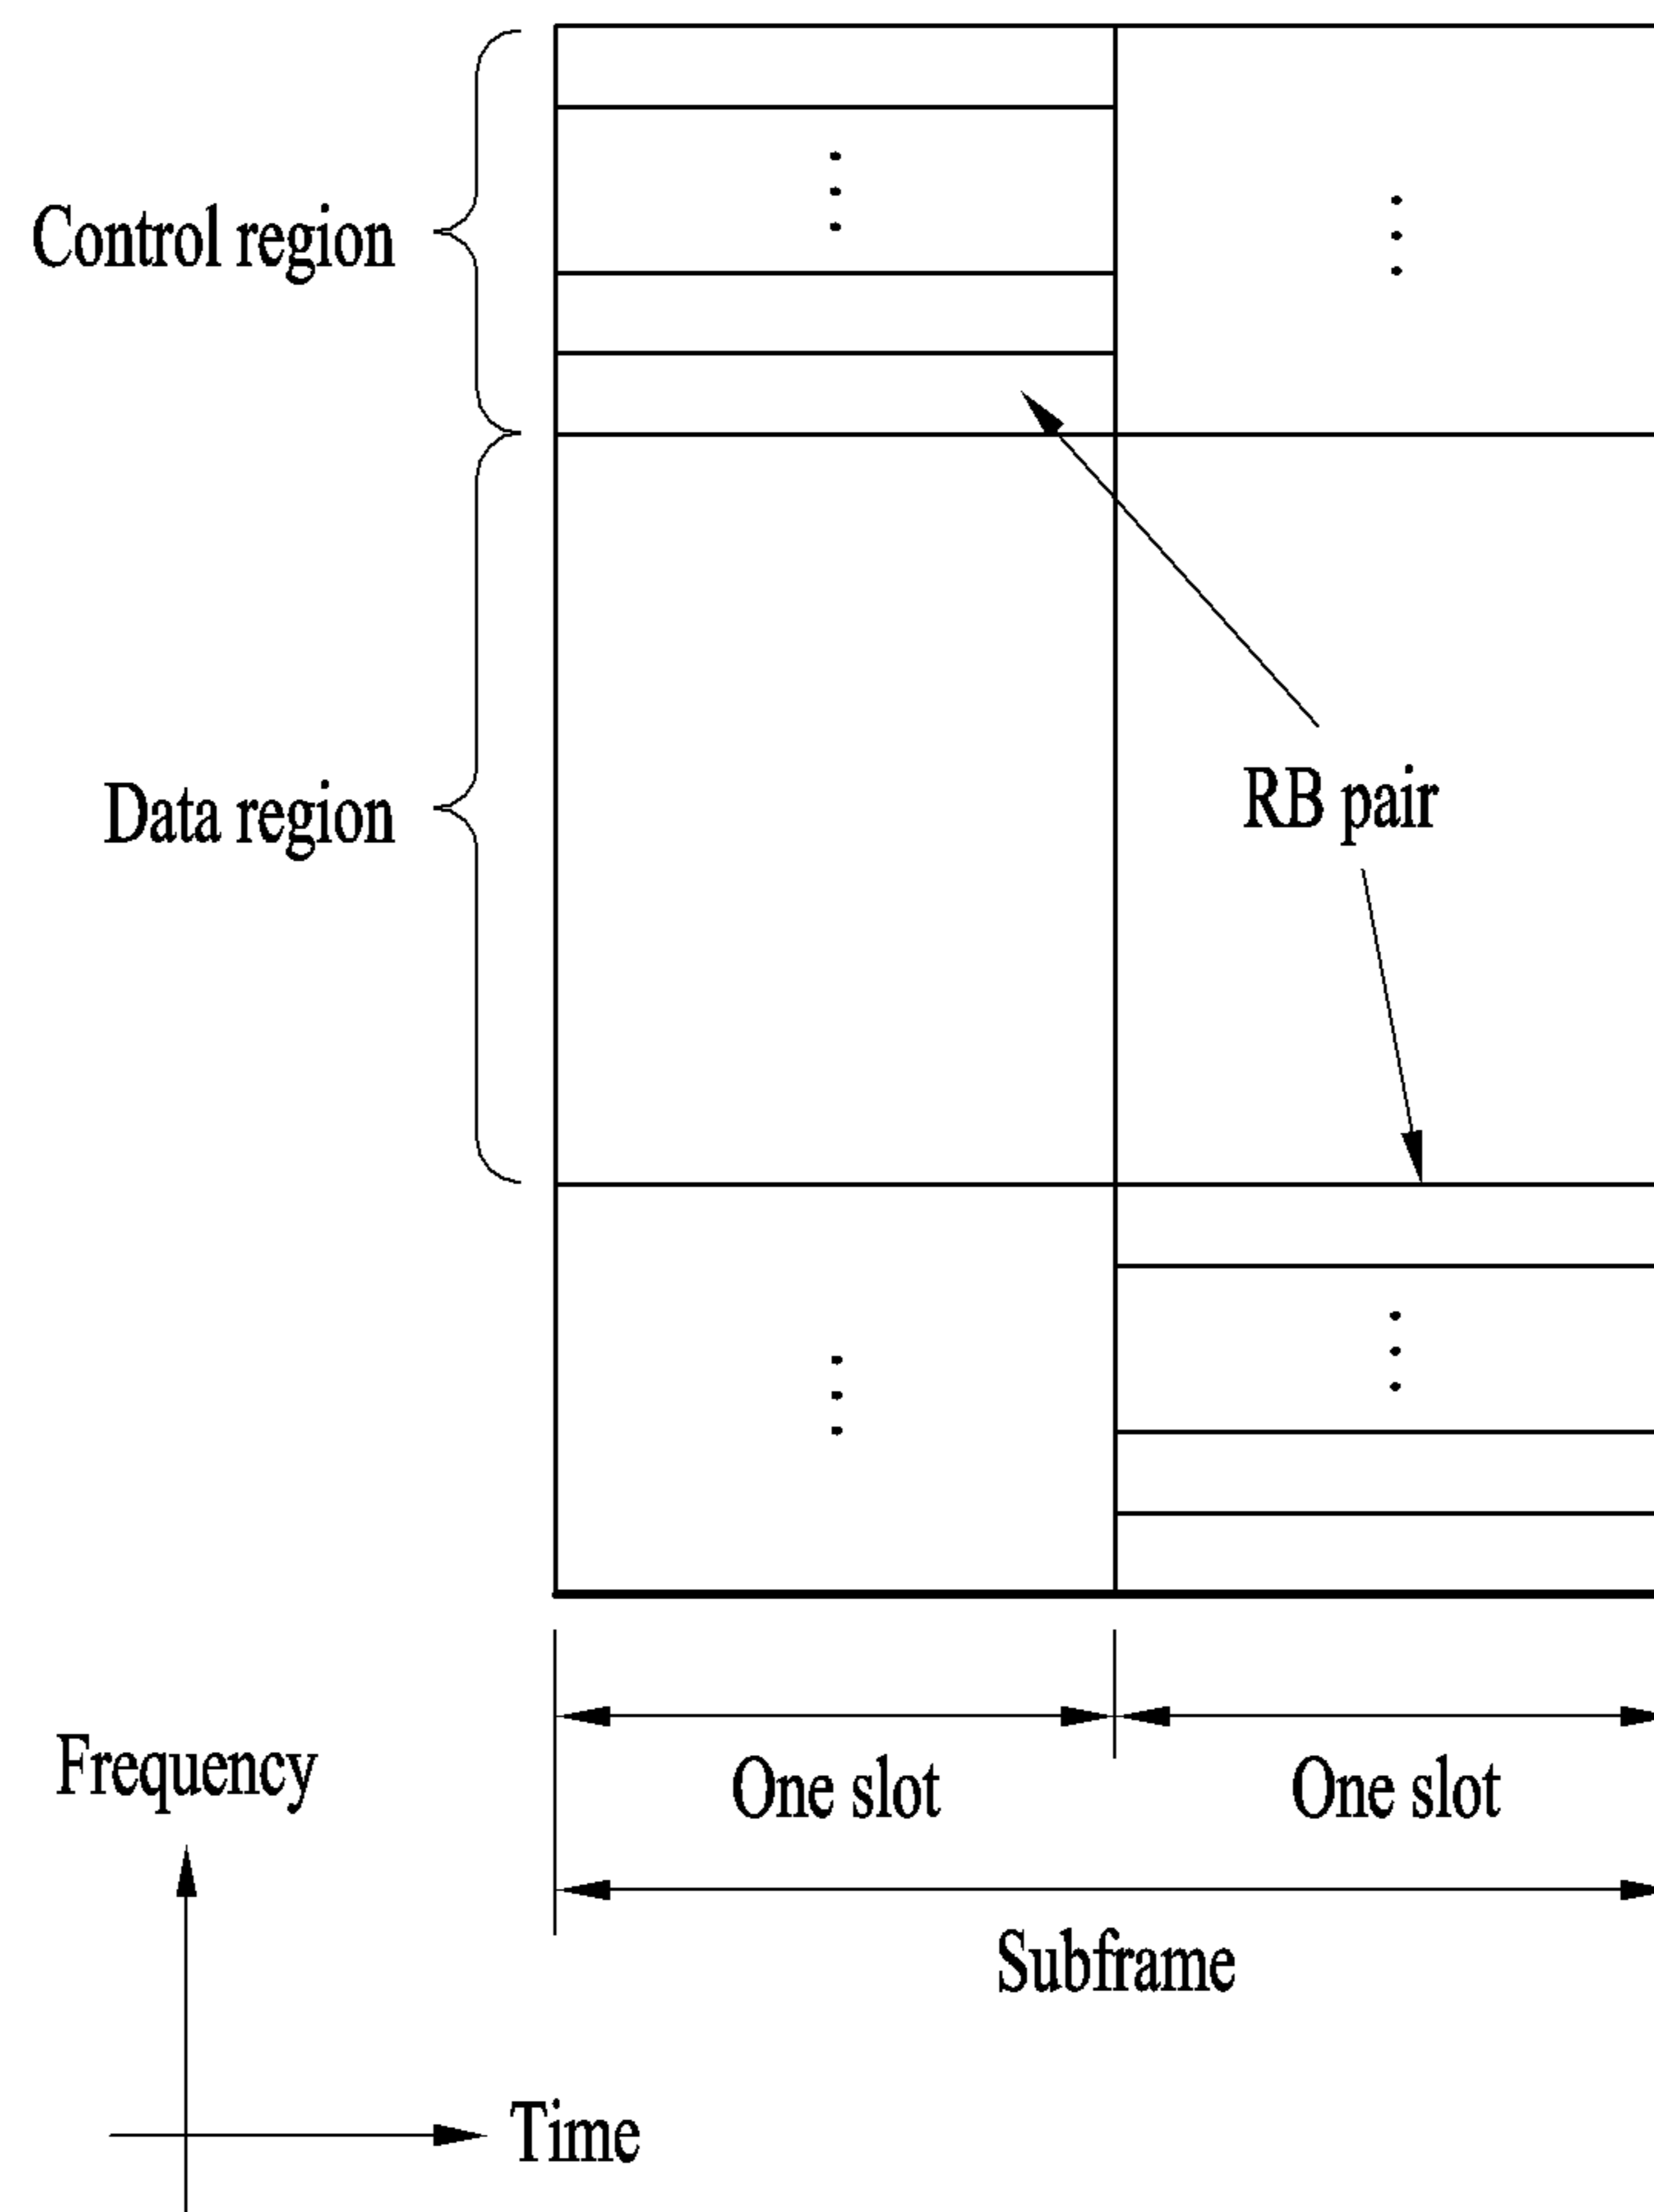 Control region
Data region
RB pair
One slot
One slot
Frequency
Subframe
Time